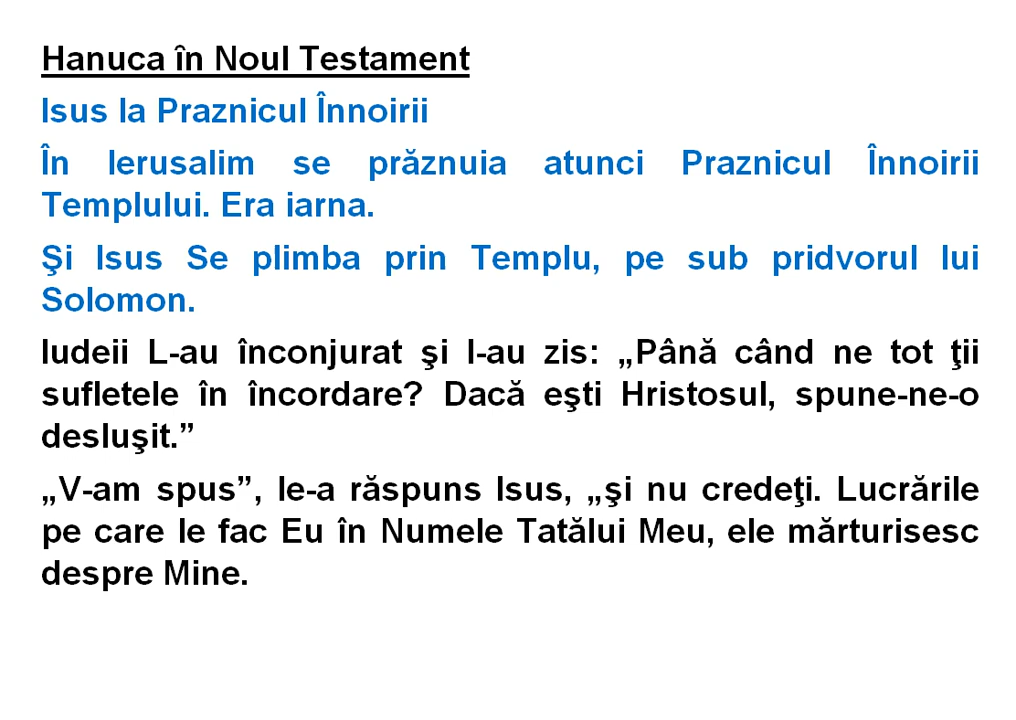 Hanuca în Noul Testament
Isus la Praznicul Înnoirii
În Ierusalim se prăznuia atunci Praznicul Înnoirii
Templului. Era iarna.
Şi Isus Se plimba prin Templu, pe sub pridvorul lui
Solomon.
Iudeii L-au înconjurat şi I-au zis: „Până când ne tot ţii
sufletele în încordare? Dacă eşti Hristosul, spune-ne-o
desluşit.”
„V-am spus”, le-a răspuns Isus, „şi nu credeţi. Lucrările
pe care le fac Eu în Numele Tatălui Meu, ele mărturisesc
despre Mine.